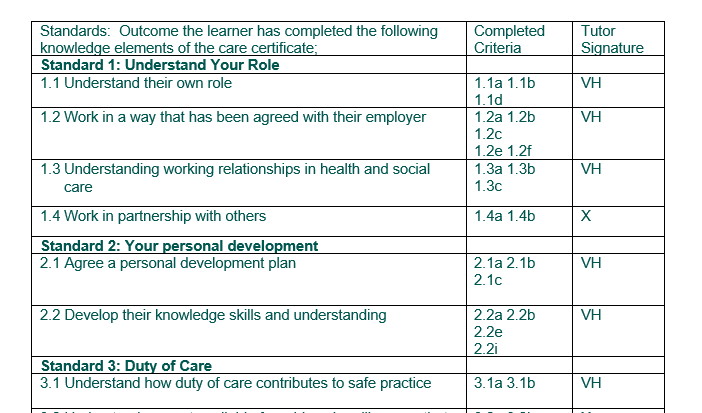 Standards: Outcome the learner has completed the following Completed Tutor
knowledge elements of the care certificate; Criteria Signature
Standard 1: Understand Your Role
1.1 Understand their own role 1.1a 1.1b VH
1.1d
1.2 Work in a way that has been agreed with their employer 1.2a 1.2b VH
1.2c
1.2e 1.2f
1.3 Understanding working relationships in health and social 1.3a 1.3b VH
care 1.3c
1.4 Work in partnership with others 1.4a 1.4b X
Standard 2: Your personal development
2.1 Agree a personal development plan 2.1a 2.1b VH
2.1c
2.2 Develop their knowledge skills and understanding 2.2a 2.2b VH
2.2e
2.2i
Standard 3: Duty of Care
3.1 Understand how duty of care contributes to safe practice 3.1a 3.1b VH